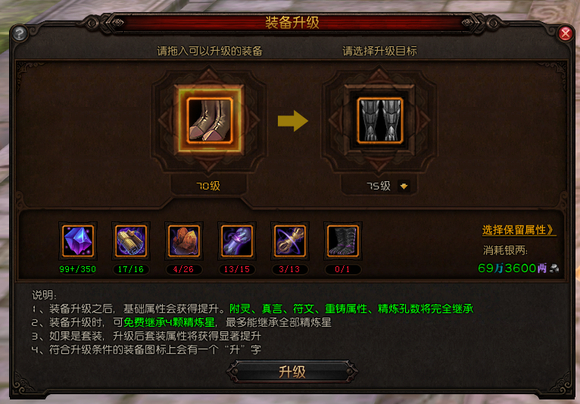 装备升级
请拖入可以升级的装备
请选择升级目标
70级
75级
99+/350
17/16
4/26
13/15
3/13
0/1
选择保留属性》
消耗银两:
69万3600两
说明:
1、装备升级之后，基础属性会获得提升。附灵、真言、符文、重铸属性、精炼孔数将完全继承
2、装备升级时，可免费继承4颗精炼星，最多能继承全部精炼星
3、如果是套装，升级后套装属性将获得显著提升
4、符合升级条件的装备图标上会有一个“升”字
升级